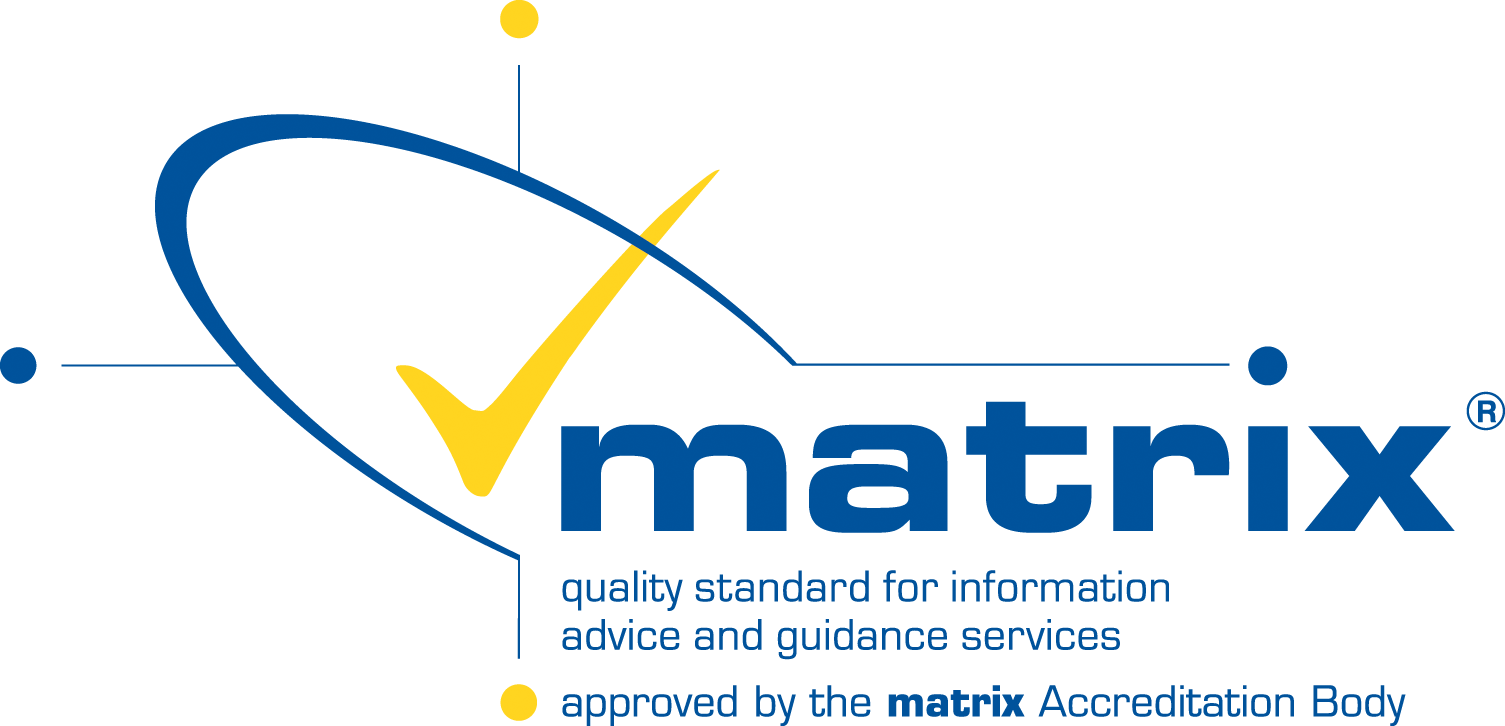 matrix®
quality standard for information
advice and guidance services
approved by the matrix Accreditation Body